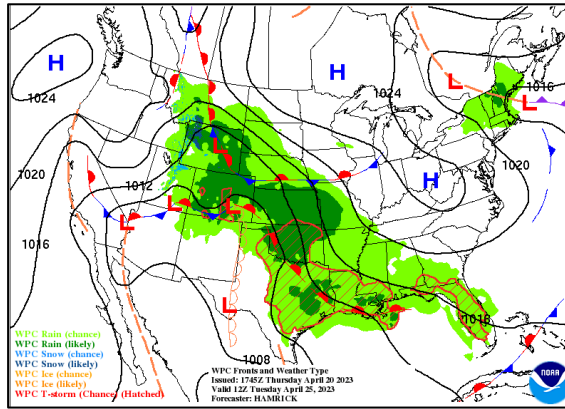 H
H
L
1016
1024
1024
L
1020
L
1020
1012
H
L
L
L
1016
L
1016
1008
WPC Rain (chance)
WPC Rain (likely)
WPC Snow (chance)
WPC Snow (likely)
WPC Ice (chance)
WPC Ice (likely)
WPC T-storm (Chance) (Hatched)
WPC Fronts and Weather Type
Issued: 1745Z Thursday April 20 2023
Valid 12Z Tuesday April 25, 2023
Forecaster: HAMRICK
NOAA